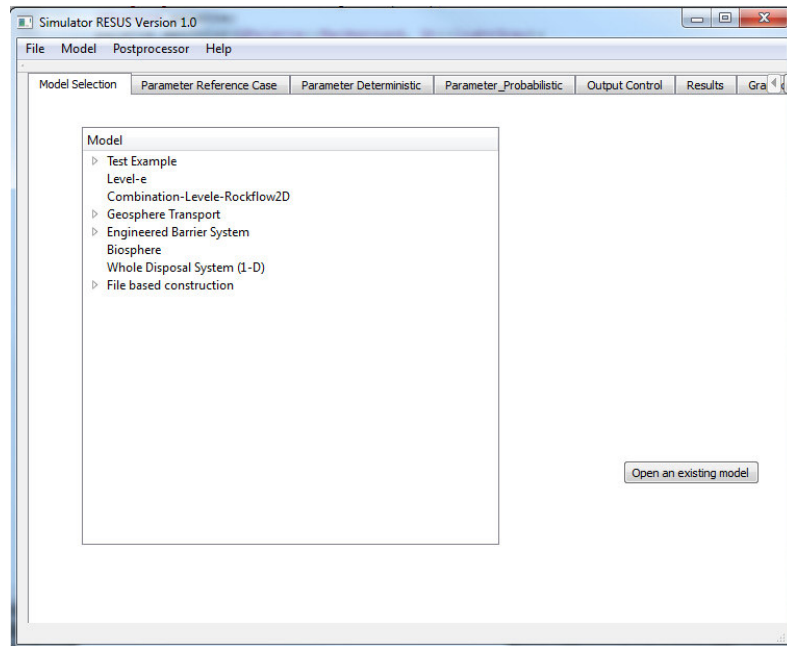 Simulator RESUS Version 1.0
File Model Postprocessor Help
Model Selection Parameter Reference Case Parameter Deterministic Parameter_Probabilistic Output Control Results Gra
Model
Test Example
Level-e
Combination-Levele-Rockflow2D
Geosphere Transport
Engineered Barrier System
Biosphere
Whole Disposal System (1-D)
File based construction
Open an existing model